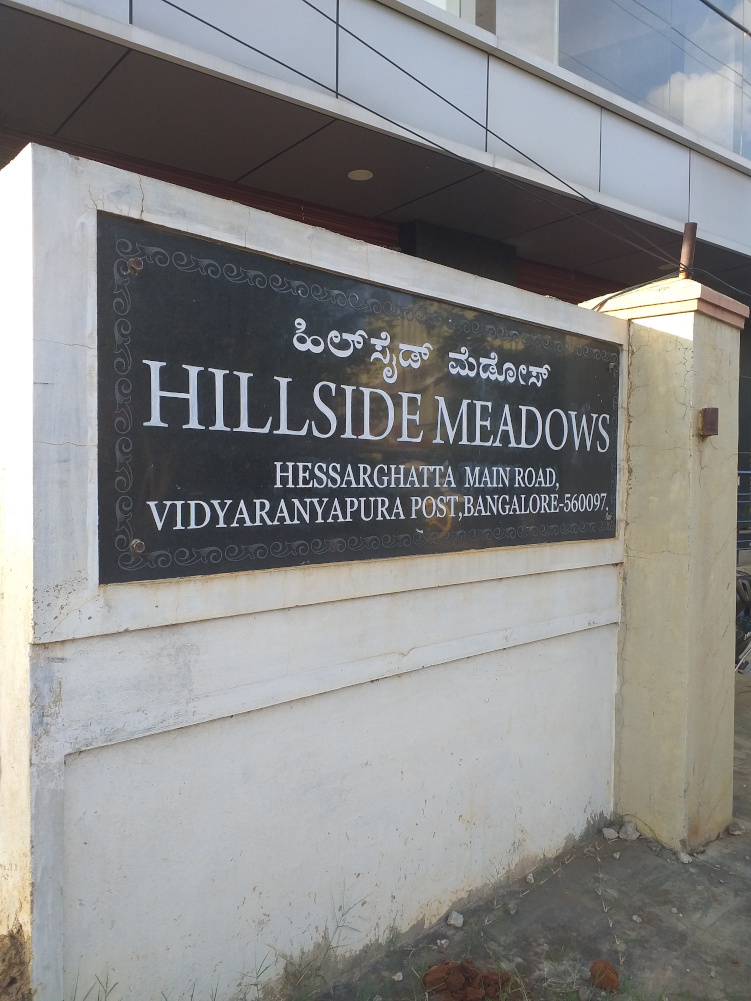 ಹಿಲ್‌ಸೈಡ್ ಮೆಡೋಸ್
HILLSIDE MEADOWS
HESSARGHATTA MAIN ROAD,
VIDYARANYAPURA POST,BANGALORE-560097.